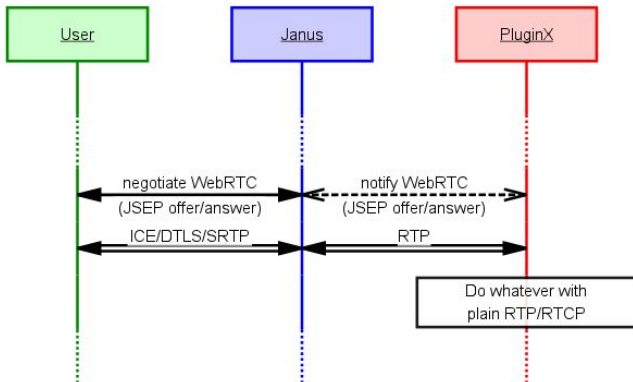 User
Janus
PluginX
negotiate WebRTC
(JSEP offer/answer)
notify WebRTC
(JSEP offer/answer)
ICE/DTLS/SRTP
RTP
Do whatever with
plain RTP/RTCP